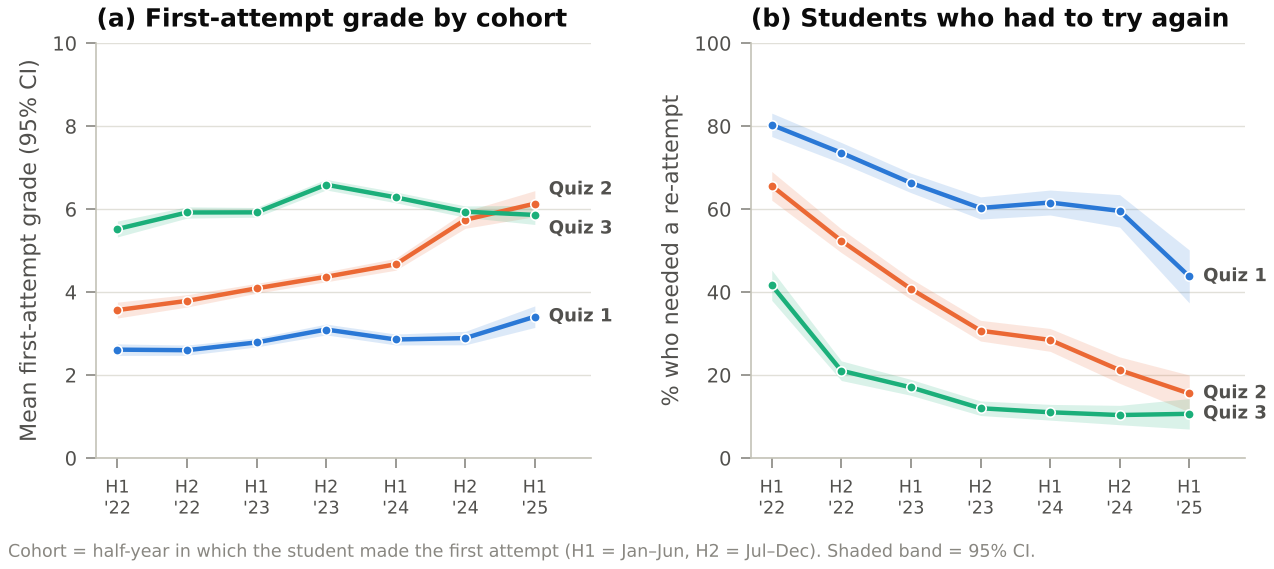 (a) First-attempt grade by cohort
Mean first-attempt grade (95% CI)
10
8
6
4
2
0
Quiz 2
Quiz 3
Quiz 1
H1 H2 H1 H2 H1 H2 H1
'22 '22 '23 '23 '24 '24 '25
(b) Students who had to try again
% who needed a re-attempt
100
80
60
40
20
0
Quiz 1
Quiz 2
Quiz 3
H1 H2 H1 H2 H1 H2 H1
'22 '22 '23 '23 '24 '24 '25
Cohort = half-year in which the student made the first attempt (H1 = Jan–Jun, H2 = Jul–Dec). Shaded band = 95% CI.